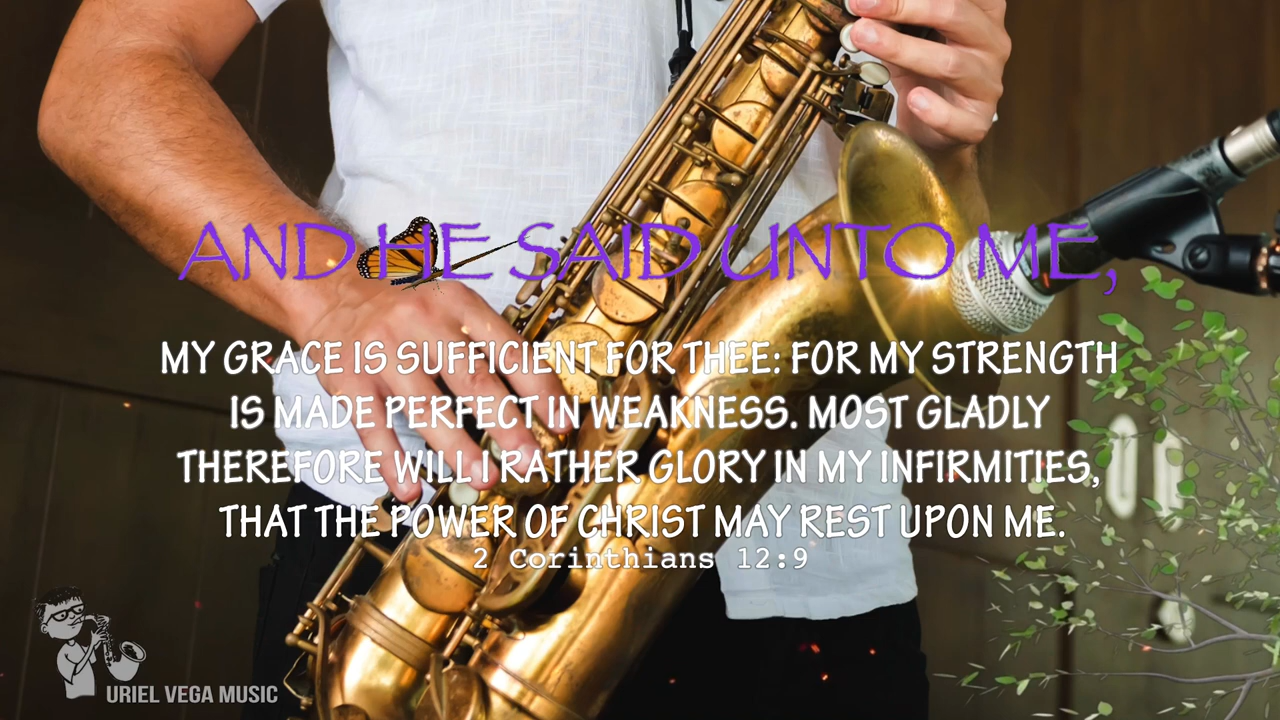 AND HE SAID UNTO ME,
MY GRACE IS SUFFICIENT FOR THEE: FOR MY STRENGTH
IS MADE PERFECT IN WEAKNESS. MOST GLADLY
THEREFORE WILL I RATHER GLORY IN MY INFIRMITIES,
THAT THE POWER OF CHRIST MAY REST UPON ME.
2 Corinthians 12:9
URIEL VEGA MUSIC